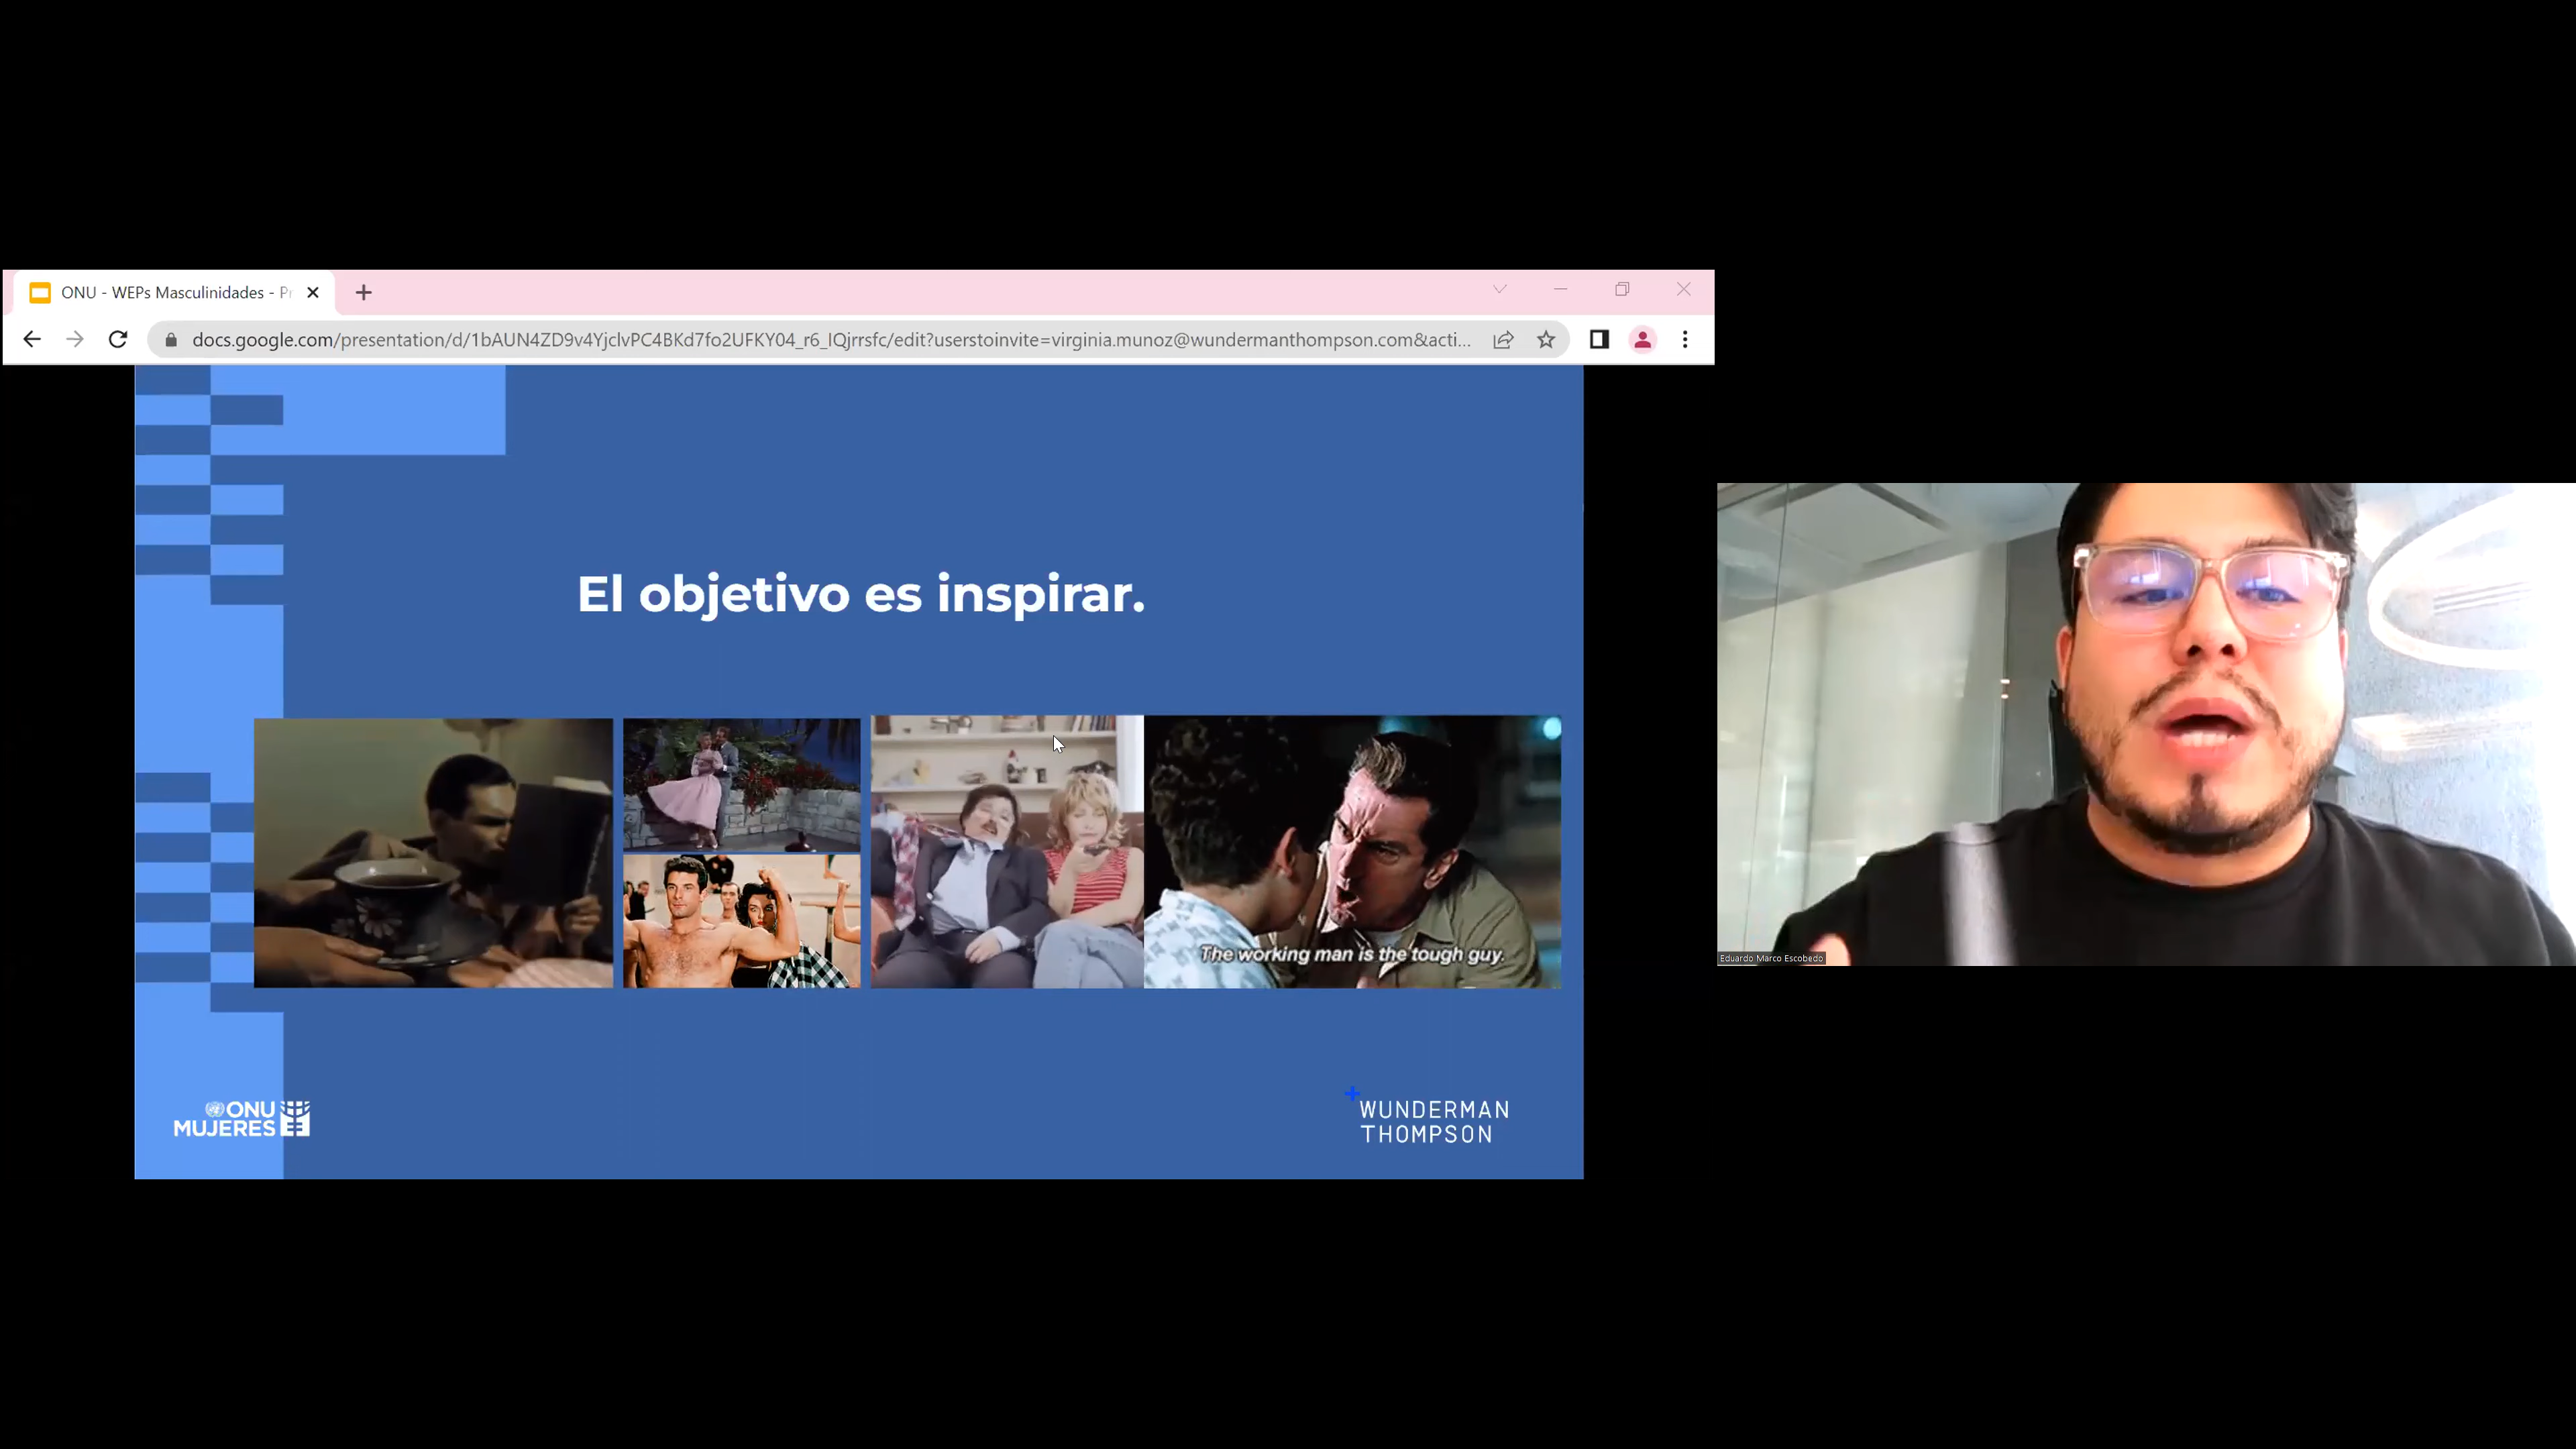 ONU - WEPs Masculinidades - Pr
docs.google.com/presentation/d/1bAUN4ZD9v4YjclvPC4BKd7fo2UFKY04_r6_IQjrrsfc/edit?userstoinvite=virginia.munoz@wundermanthompson.com&acti...
El objetivo es inspirar.
The working man is the tough guy.
ONU
MUJERES
WUNDERMAN
THOMPSON
Eduardo Marco Escobedo